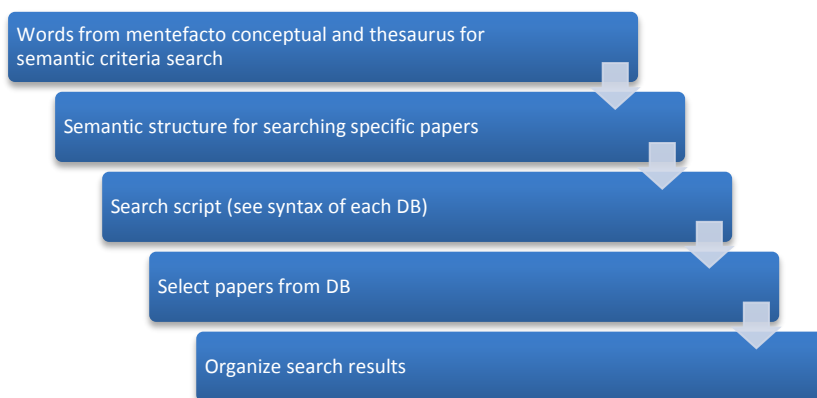 Words from mentefacto conceptual and thesaurus for
semantic criteria search
Semantic structure for searching specific papers
Search script (see syntax of each DB)
Select papers from DB
Organize search results